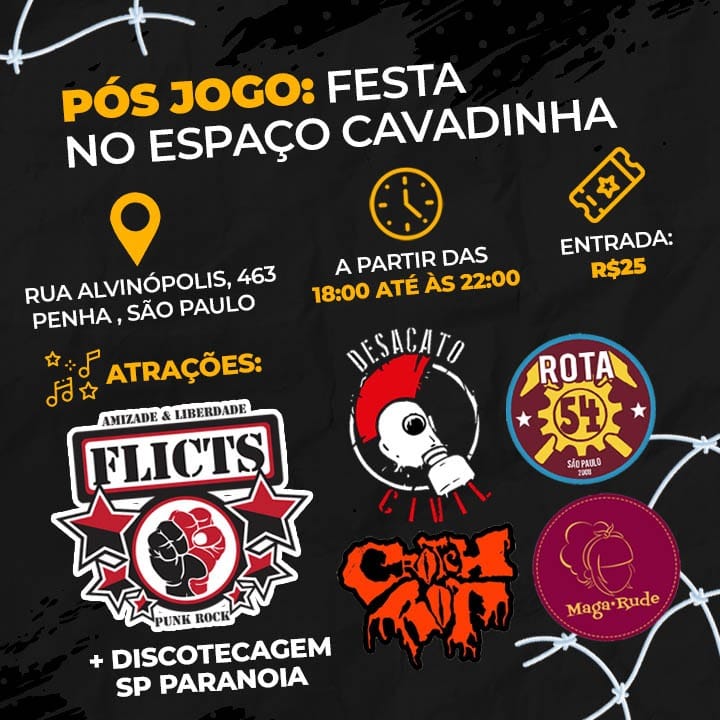 PÓS JOGO: FESTA
NO ESPAÇO CAVADINHA
RUA ALVINÓPOLIS, 463
PENHA , SÃO PAULO
A PARTIR DAS
18:00 ATÉ ÀS 22:00
ENTRADA:
R$25
ATRAÇÕES:
AMIZADE & LIBERDADE
FLICTS
PUNK ROCK
DESACATO
CIVIL
ROTA
54
SÃO PAULO
2008
CROTCH
ROT
Maga•Rude
+ DISCOTECAGEM
SP PARANOIA